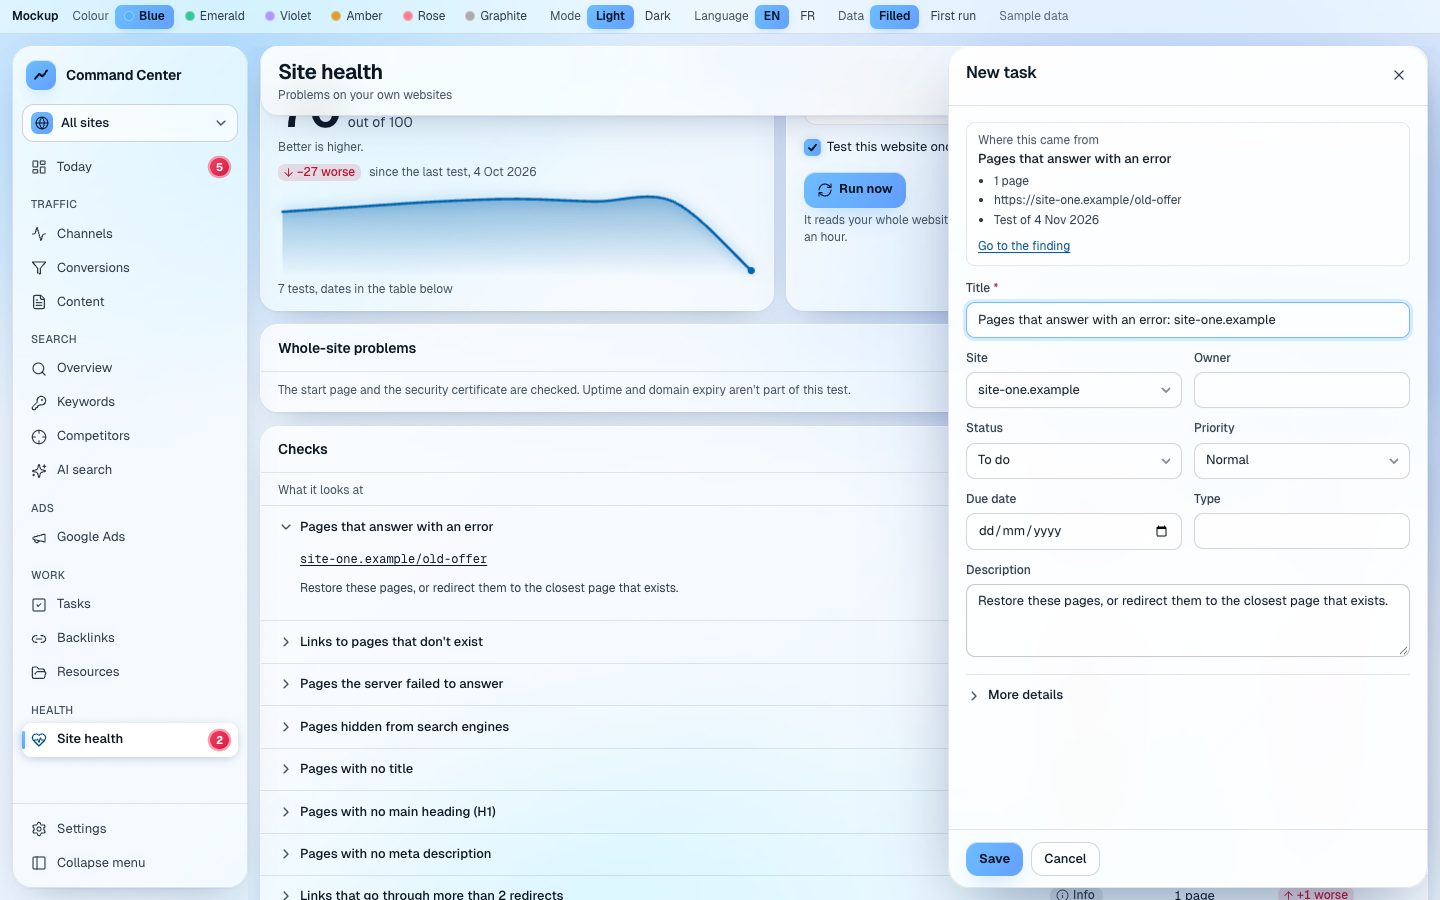 Mockup Colour Blue Emerald Violet Amber Rose Graphite Mode Light Dark Language EN FR Data Filled First run Sample data
Command Center
All sites
Today 5
TRAFFIC
Channels
Conversions
Content
SEARCH
Overview
Keywords
Competitors
AI search
ADS
Google Ads
WORK
Tasks
Backlinks
Resources
HEALTH
Site health 2
Settings
Collapse menu
Site health
Problems on your own websites
out of 100
Better is higher.
−27 worse since the last test, 4 Oct 2026
7 tests, dates in the table below
Test this website onc
Run now
It reads your whole websit
an hour.
Whole-site problems
The start page and the security certificate are checked. Uptime and domain expiry aren't part of this test.
Checks
What it looks at
Pages that answer with an error
site-one.example/old-offer
Restore these pages, or redirect them to the closest page that exists.
Links to pages that don't exist
Pages the server failed to answer
Pages hidden from search engines
Pages with no title
Pages with no main heading (H1)
Pages with no meta description
Links that go through more than 2 redirects
Info 1 page +1 worse
New task
Where this came from
Pages that answer with an error
• 1 page
• https://site-one.example/old-offer
• Test of 4 Nov 2026
Go to the finding
Title *
Pages that answer with an error: site-one.example
Site Owner
site-one.example
Status Priority
To do Normal
Due date Type
dd/mm/yyyy
Description
Restore these pages, or redirect them to the closest page that exists.
More details
Save Cancel